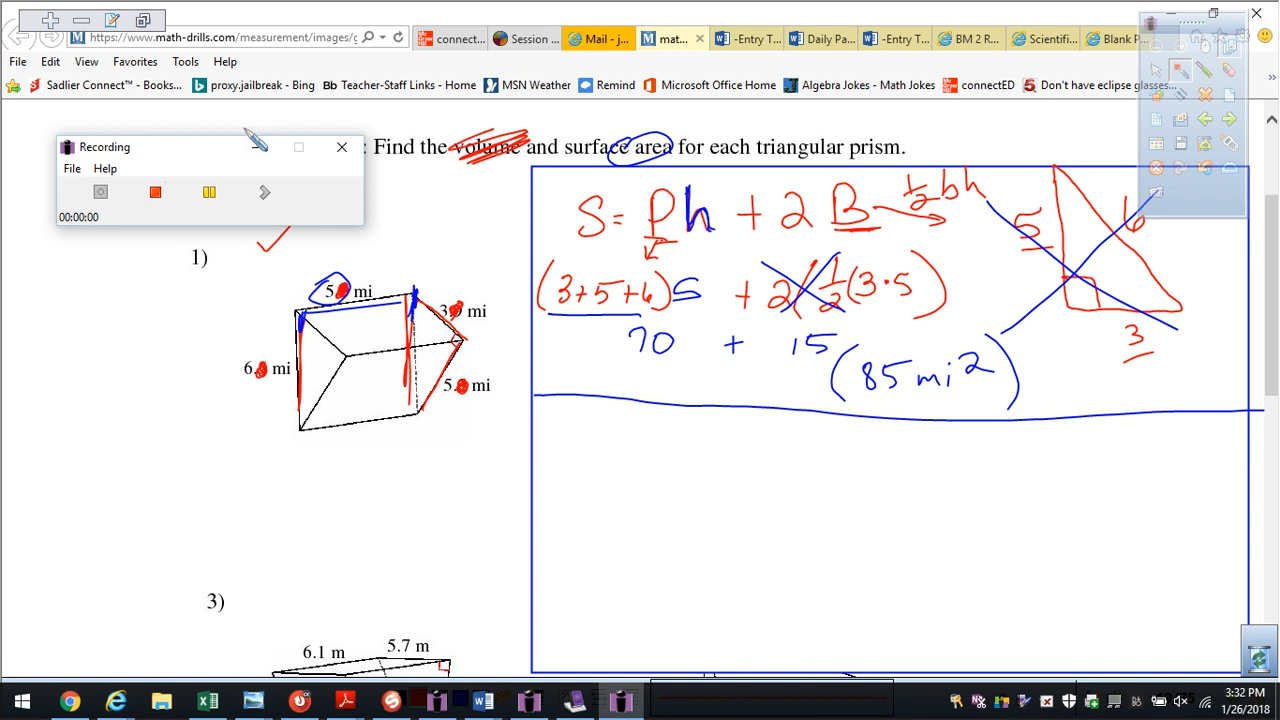 https://www.math-drills.com/measurement/images/g
connect
Session ...
Mail - j...
mat...
-Entry T...
Daily Pa...
-Entry T...
BM 2 R...
Scientifi...
Blank P...
File Edit View Favorites Tools Help
Sadlier Connect™ - Books...
proxy.jailbreak - Bing
Bb Teacher-Staff Links - Home
MSN Weather
Remind
Microsoft Office Home
Algebra Jokes - Math Jokes
connectED
Don't have eclipse glasses...
Recording
File Help
00:00:00
: Find the volume and surface area for each triangular prism.
S = Ph + 2 B → 1/2 bh
5 6
3
1)
5. mi
3. mi
6. mi
5. mi
(3+5+6)5 + 2(1/2(3·5)
70 + 15
(85 mi²)
3)
6.1 m 5.7 m
3:32 PM
1/26/2018